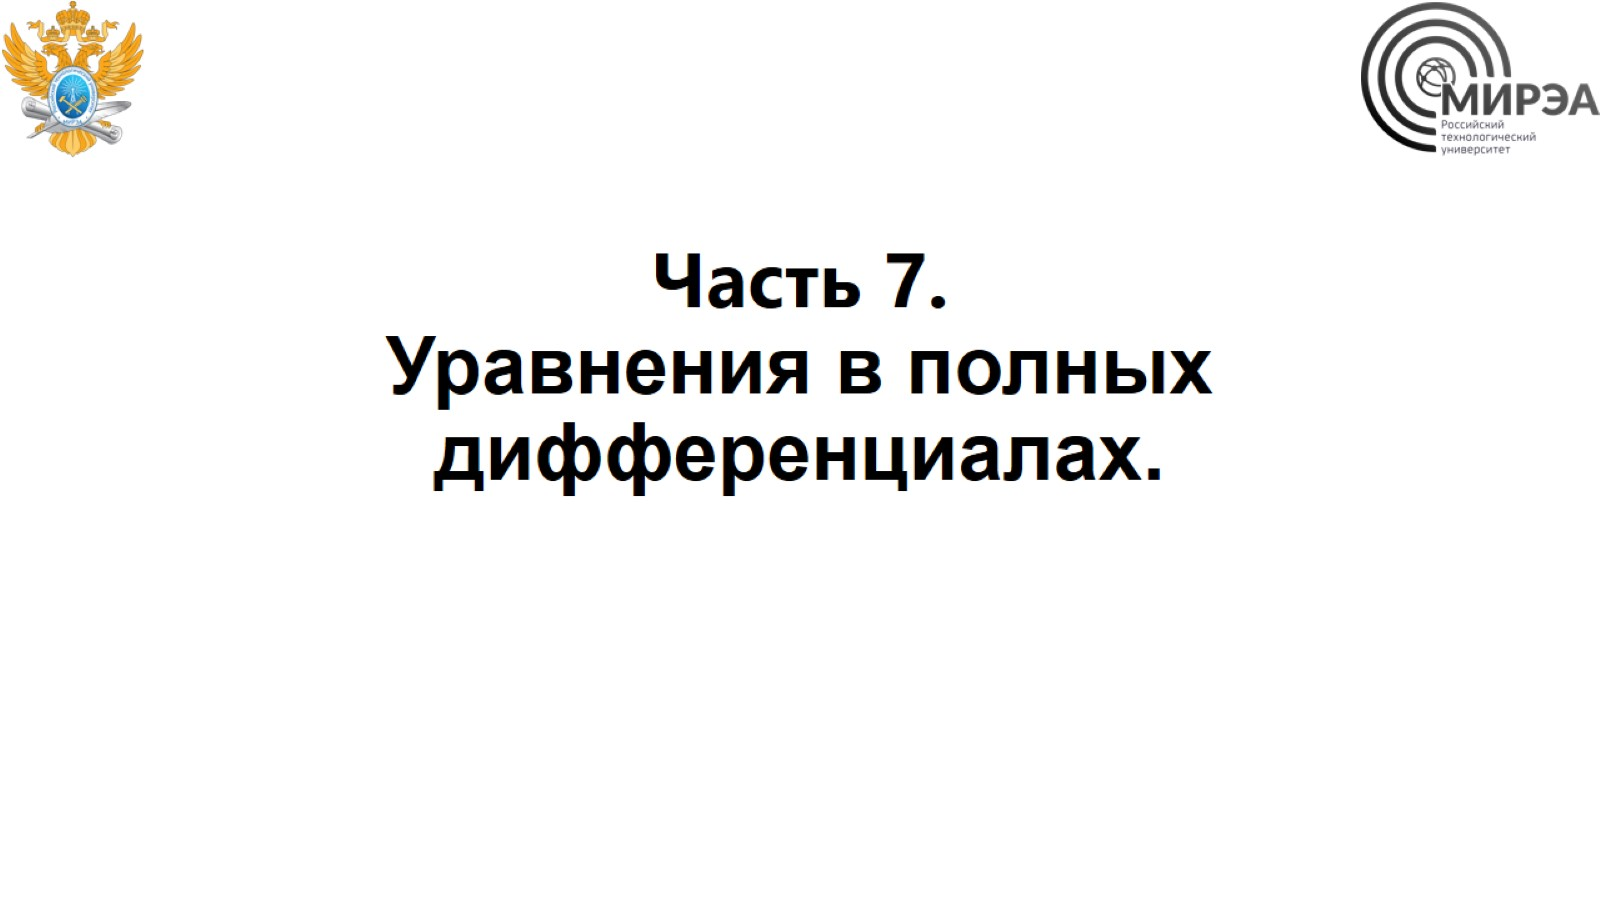 МИРЭА
Российский
технологический
университет
Часть 7.
Уравнения в полных
дифференциалах.